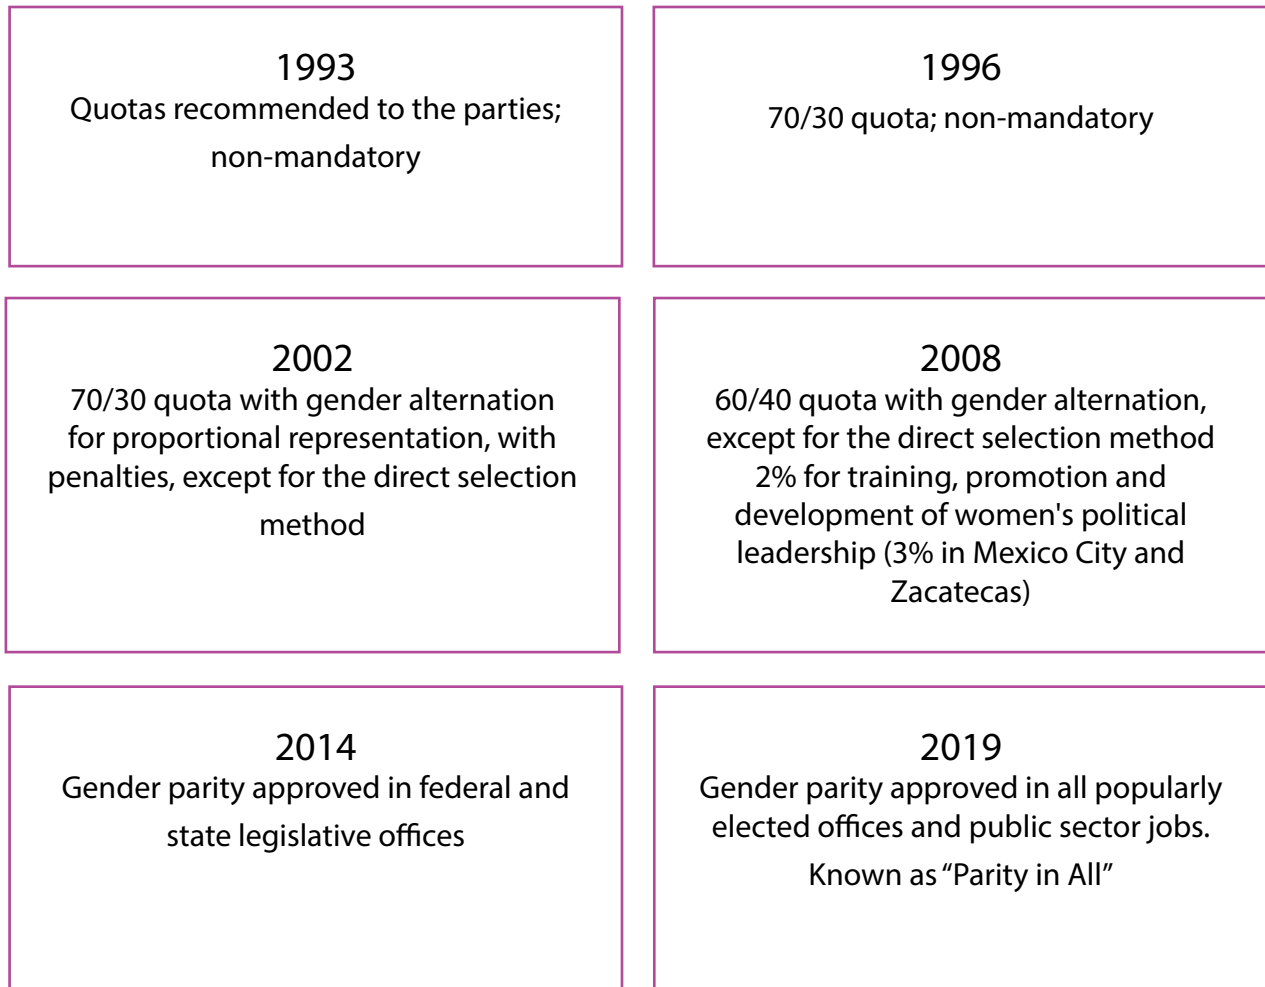 1993
Quotas recommended to the parties;
non-mandatory
1996
70/30 quota; non-mandatory
2002
70/30 quota with gender alternation
for proportional representation, with
penalties, except for the direct selection
method
2008
60/40 quota with gender alternation,
except for the direct selection method
2% for training, promotion and
development of women's political
leadership (3% in Mexico City and
Zacatecas)
2014
Gender parity approved in federal and
state legislative offices
2019
Gender parity approved in all popularly
elected offices and public sector jobs.
Known as “Parity in All”